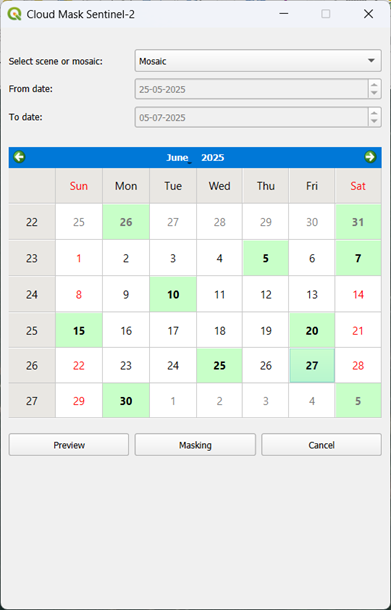 Cloud Mask Sentinel-2
Select scene or mosaic: Mosaic
From date: 25-05-2025
To date: 05-07-2025
June 2025
Sun Mon Tue Wed Thu Fri Sat
22 25 26 27 28 29 30 31
23 1 2 3 4 5 6 7
24 8 9 10 11 12 13 14
25 15 16 17 18 19 20 21
26 22 23 24 25 26 27 28
27 29 30 1 2 3 4 5
Preview Masking Cancel